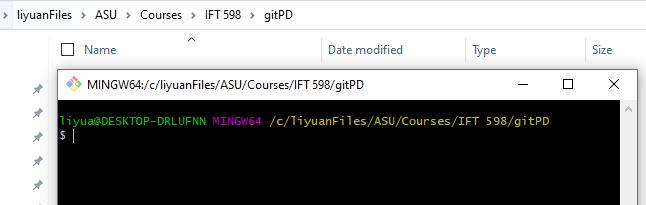 liyuanFiles > ASU > Courses > IFT 598 > gitPD
Name Date modified Type Size
MINGW64:/c/liyuanFiles/ASU/Courses/IFT 598/gitPD
liyua@DESKTOP-DRLUFNN MINGW64 /c/liyuanFiles/ASU/Courses/IFT 598/gitPD
$